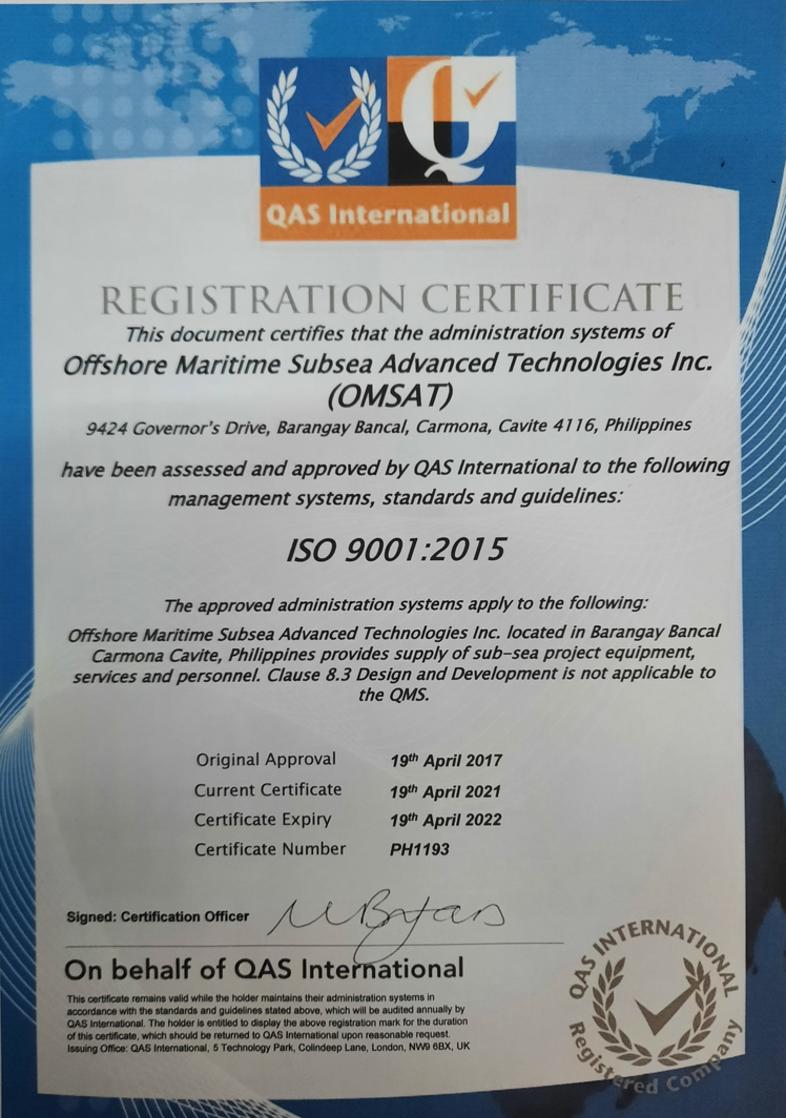 QAS International
REGISTRATION CERTIFICATE
This document certifies that the administration systems of
Offshore Maritime Subsea Advanced Technologies Inc.
(OMSAT)
9424 Governor's Drive, Barangay Bancal, Carmona, Cavite 4116, Philippines
have been assessed and approved by QAS International to the following
management systems, standards and guidelines:
ISO 9001:2015
The approved administration systems apply to the following:
Offshore Maritime Subsea Advanced Technologies Inc. located in Barangay Bancal
Carmona Cavite, Philippines provides supply of sub-sea project equipment,
services and personnel. Clause 8.3 Design and Development is not applicable to
the QMS.
Original Approval 19th April 2017
Current Certificate 19th April 2021
Certificate Expiry 19th April 2022
Certificate Number PH1193
Signed: Certification Officer
On behalf of QAS International
This certificate remains valid while the holder maintains their administration systems in
accordance with the standards and guidelines stated above, which will be audited annually by
QAS International. The holder is entitled to display the above registration mark for the duration
of this certificate, which should be returned to QAS International upon reasonable request.
Issuing Office: QAS International, 5 Technology Park, Colindeep Lane, London, NW9 6BX, UK
QAS INTERNATIONAL
Registered Company